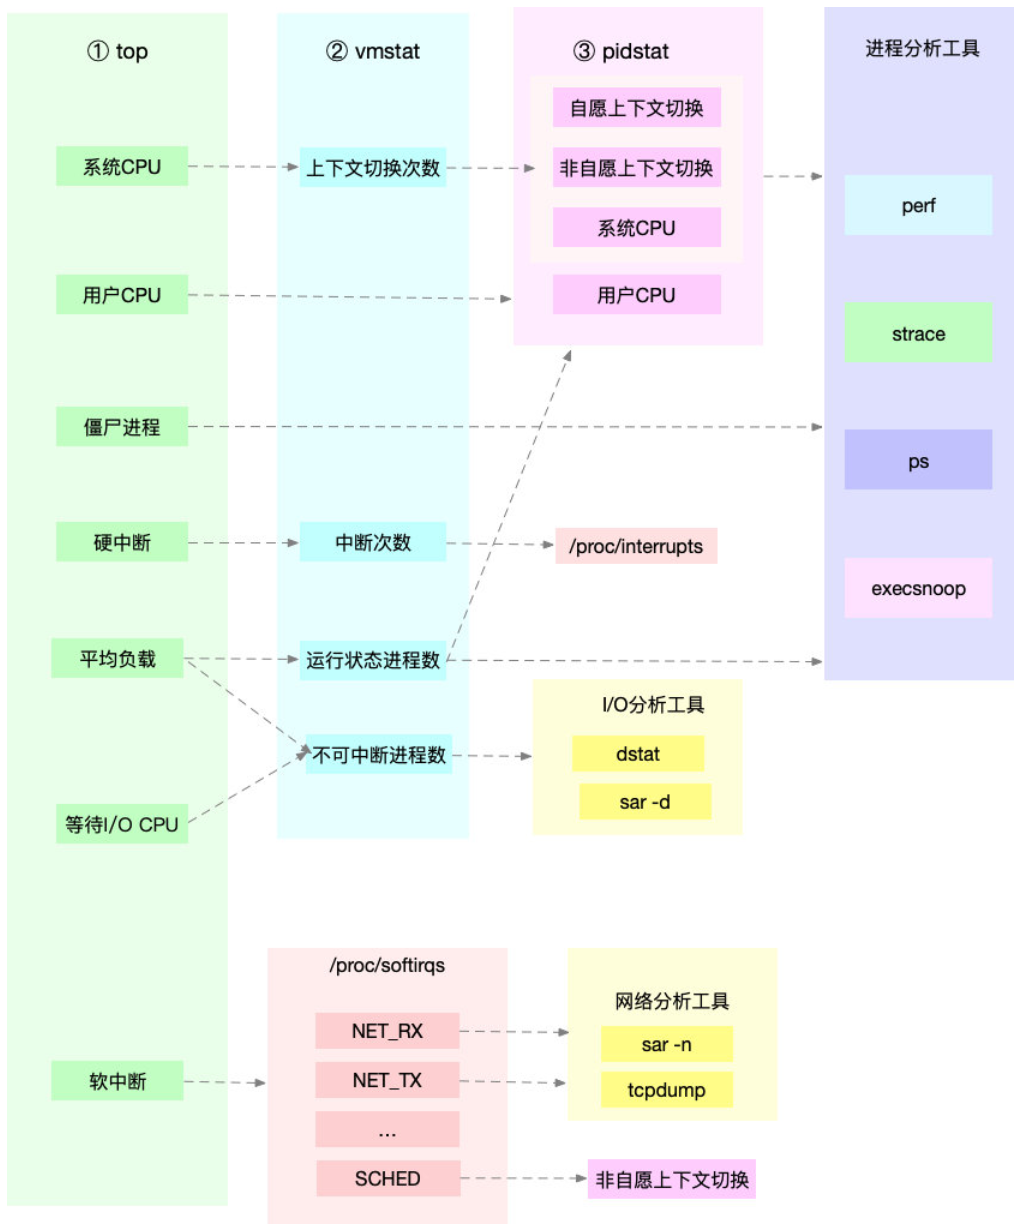 ① top
系统CPU
用户CPU
僵尸进程
硬中断
平均负载
等待I/O CPU
软中断
② vmstat
上下文切换次数
中断次数
运行状态进程数
不可中断进程数
③ pidstat
自愿上下文切换
非自愿上下文切换
系统CPU
用户CPU
/proc/interrupts
I/O分析工具
dstat
sar -d
进程分析工具
perf
strace
ps
execsnoop
/proc/softirqs
NET_RX
NET_TX
...
SCHED
网络分析工具
sar -n
tcpdump
非自愿上下文切换